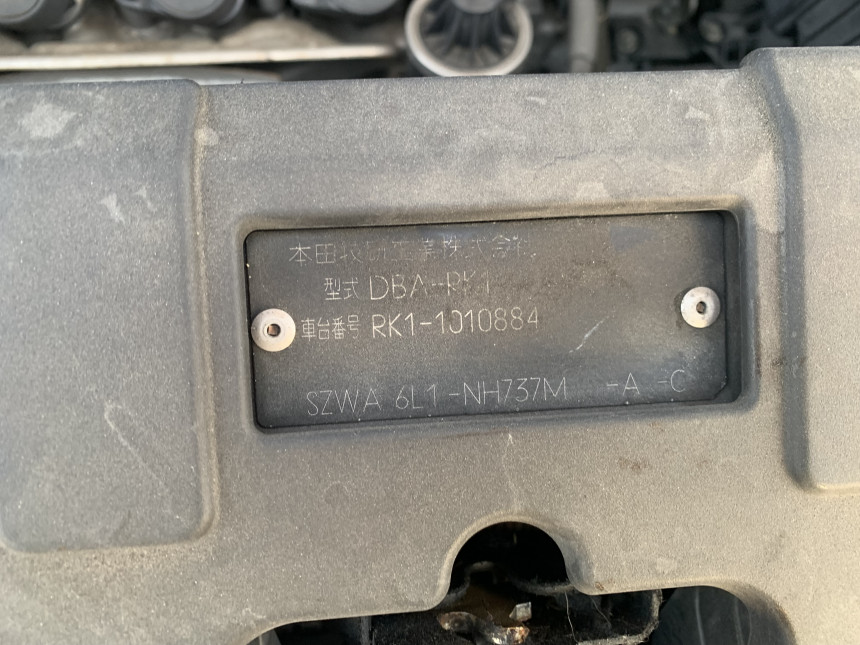 本田技研工業株式会社
型式 DBA-RK1
車台番号 RK1-1010884
SZWA 6L1-NH737M -A -C